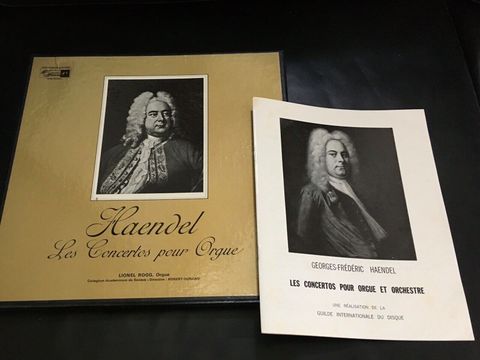 Haendel
Les Concertos pour Orgue
LIONEL ROGG, Orgue
GEORGES-FRÉDÉRIC HAENDEL
LES CONCERTOS POUR ORGUE ET ORCHESTRE
UNE RÉALISATION DE LA
GUILDE INTERNATIONALE DU DISQUE